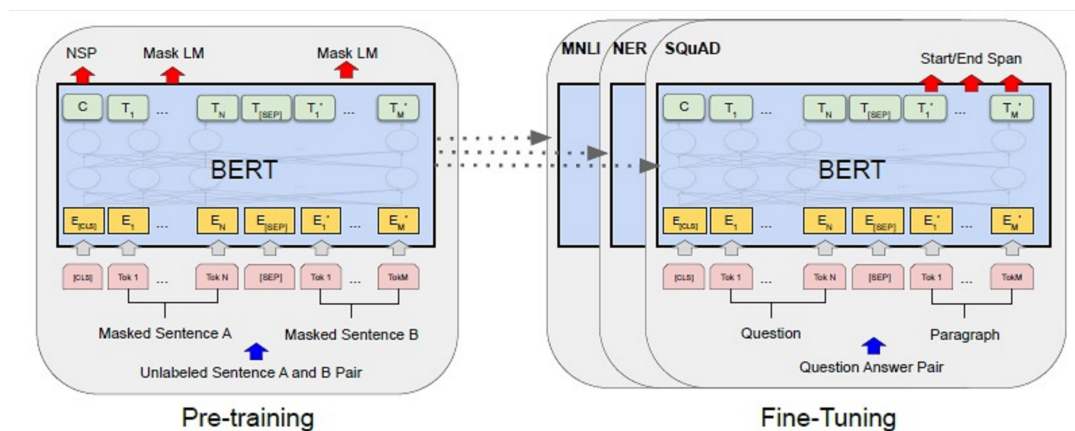 NSP Mask LM Mask LM
C T1 ... TN T[SEP] T1' ... TM'
BERT
E[CLS] E1 ... EN E[SEP] E1' ... EM'
[CLS] Tok 1 ... Tok N [SEP] Tok 1 ... TokM
Masked Sentence A Masked Sentence B
Unlabeled Sentence A and B Pair
Pre-training
MNLI NER SQuAD
Start/End Span
C T1 ... TN T[SEP] T1' ... TM'
BERT
E[CLS] E1 ... EN E[SEP] E1' ... EM'
[CLS] Tok 1 ... Tok N [SEP] Tok 1 ... TokM
Question Paragraph
Question Answer Pair
Fine-Tuning